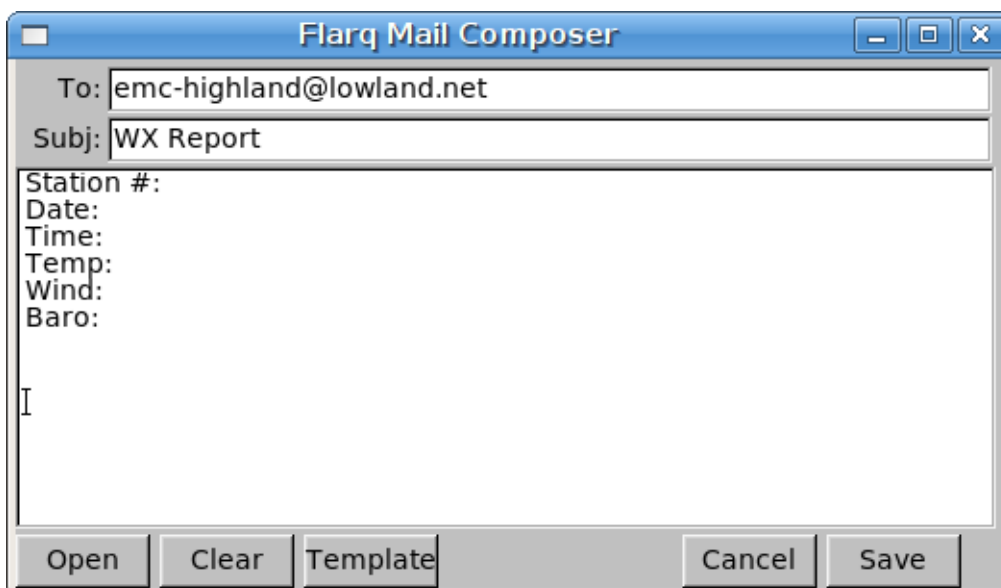 Flarq Mail Composer
To: emc-highland@lowland.net
Subj: WX Report
Station #:
Date:
Time:
Temp:
Wind:
Baro:
Open Clear Template Cancel Save